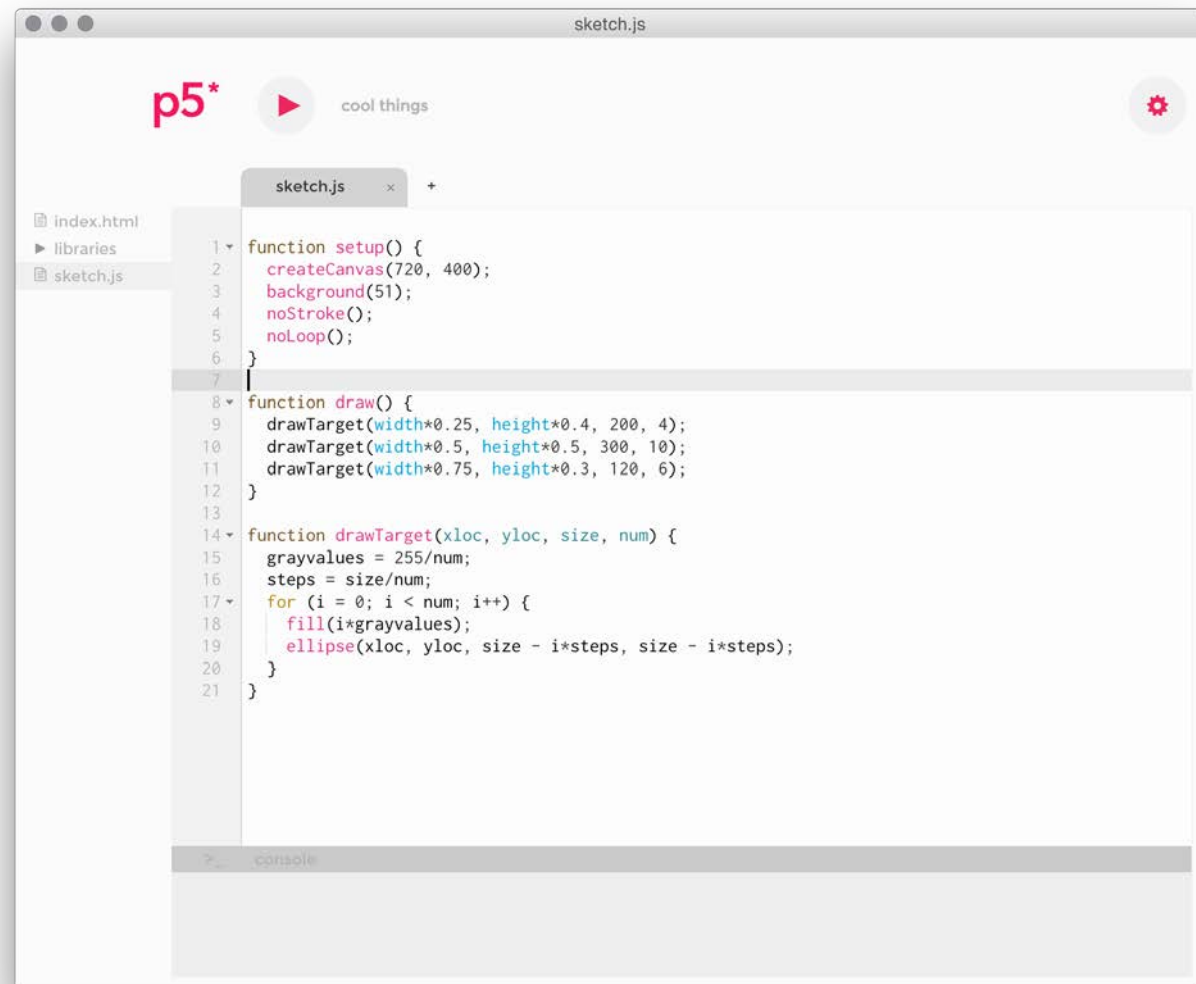 sketch.js
p5*
cool things
sketch.js × +
index.html
libraries
sketch.js
1 function setup() {
2 createCanvas(720, 400);
3 background(51);
4 noStroke();
5 noLoop();
6 }
7
8 function draw() {
9 drawTarget(width*0.25, height*0.4, 200, 4);
10 drawTarget(width*0.5, height*0.5, 300, 10);
11 drawTarget(width*0.75, height*0.3, 120, 6);
12 }
13
14 function drawTarget(xloc, yloc, size, num) {
15 grayvalues = 255/num;
16 steps = size/num;
17 for (i = 0; i < num; i++) {
18 fill(i*grayvalues);
19 ellipse(xloc, yloc, size - i*steps, size - i*steps);
20 }
21 }
>_ console